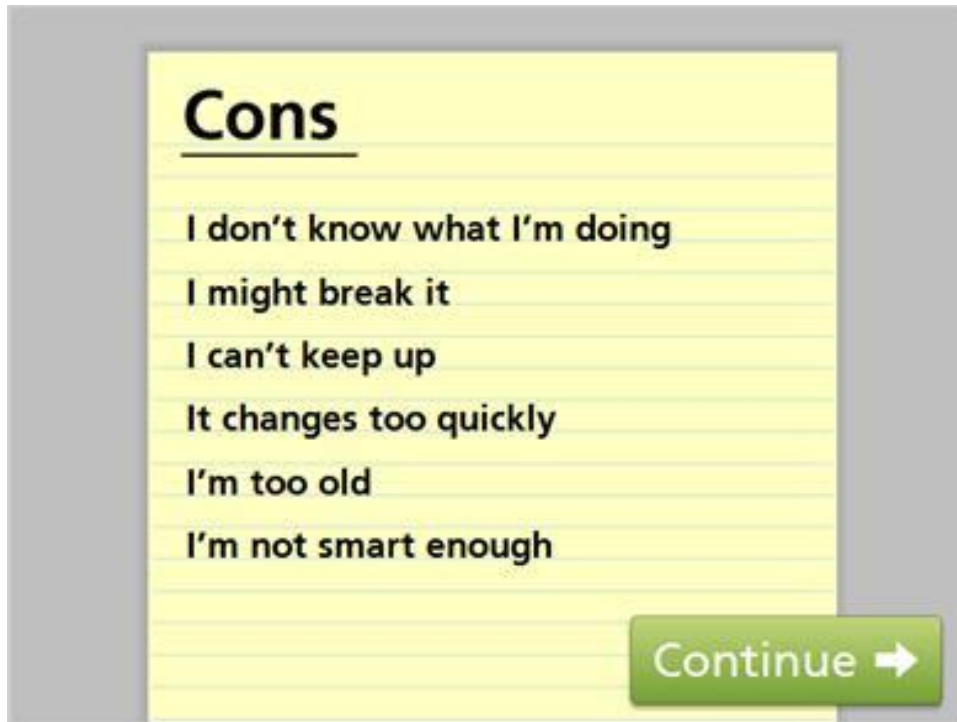 Cons
I don’t know what I’m doing
I might break it
I can’t keep up
It changes too quickly
I’m too old
I’m not smart enough
Continue